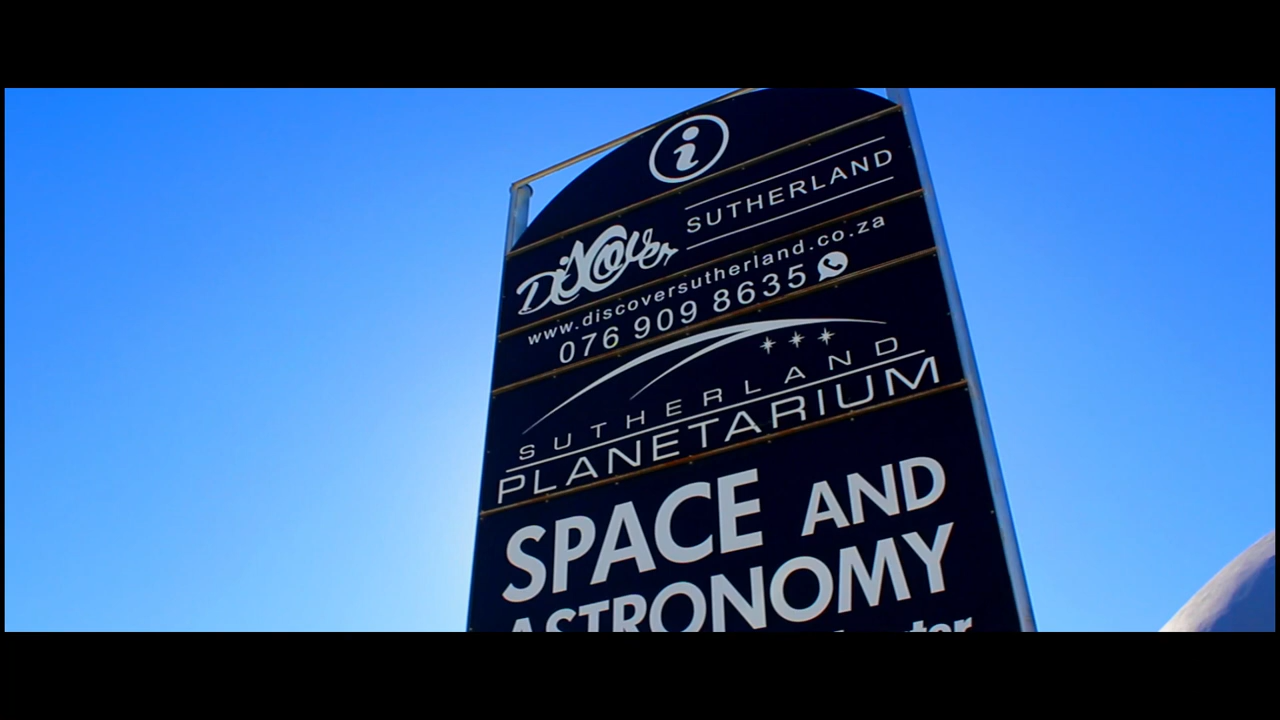 i
DiSCOver SUTHERLAND
www.discoversutherland.co.za
076 909 8635
SUTHERLAND
PLANETARIUM
SPACE AND
ASTRONOMY